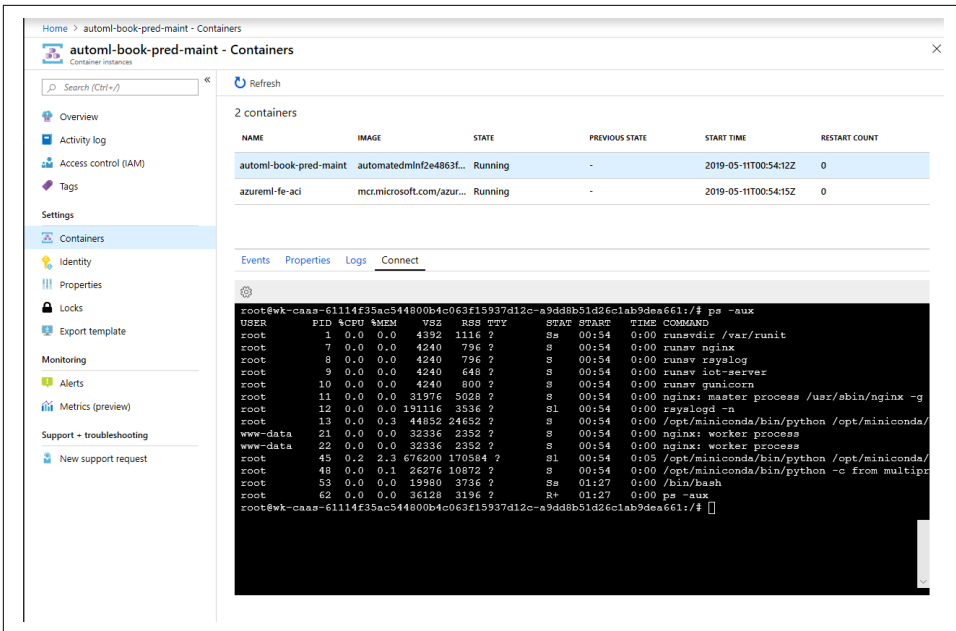 Home > automl-book-pred-maint - Containers
automl-book-pred-maint - Containers
Container instances
Search (Ctrl+/)
«
Overview
Activity log
Access control (IAM)
Tags
Settings
Containers
Identity
Properties
Locks
Export template
Monitoring
Alerts
Metrics (preview)
Support + troubleshooting
New support request
Refresh
2 containers
NAME IMAGE STATE PREVIOUS STATE START TIME RESTART COUNT
automl-book-pred-maint automatedmlnf2e4863f... Running - 2019-05-11T00:54:12Z 0
azureml-fe-aci mcr.microsoft.com/azur... Running - 2019-05-11T00:54:15Z 0
Events Properties Logs Connect
root@wk-caas-61114f35ac544800b4c063f15937d12c-a9dd8b51d26c1ab9dea661:/# ps -aux
USER PID %CPU %MEM VSZ RSS TTY STAT START TIME COMMAND
root 1 0.0 0.0 4392 1116 ? Ss 00:54 0:00 runsvdir /var/runit
root 7 0.0 0.0 4240 796 ? S 00:54 0:00 runsv nginx
root 8 0.0 0.0 4240 796 ? S 00:54 0:00 runsv rsyslog
root 9 0.0 0.0 4240 648 ? S 00:54 0:00 runsv iot-server
root 10 0.0 0.0 4240 800 ? S 00:54 0:00 runsv gunicorn
root 11 0.0 0.0 31976 5028 ? S 00:54 0:00 nginx: master process /usr/sbin/nginx -g
root 12 0.0 0.0 191116 3536 ? Sl 00:54 0:00 rsyslogd -n
root 13 0.0 0.3 44852 24652 ? S 00:54 0:00 /opt/miniconda/bin/python /opt/miniconda/
www-data 21 0.0 0.0 32336 2352 ? S 00:54 0:00 nginx: worker process
www-data 22 0.0 0.0 32336 2352 ? S 00:54 0:00 nginx: worker process
root 45 0.2 2.3 676200 170584 ? Sl 00:54 0:05 /opt/miniconda/bin/python /opt/miniconda/
root 48 0.0 0.1 26276 10872 ? S 00:54 0:00 /opt/miniconda/bin/python -c from multipr
root 53 0.0 0.0 19980 3736 ? Ss 01:27 0:00 /bin/bash
root 62 0.0 0.0 36128 3196 ? R+ 01:27 0:00 ps -aux
root@wk-caas-61114f35ac544800b4c063f15937d12c-a9dd8b51d26c1ab9dea661:/#